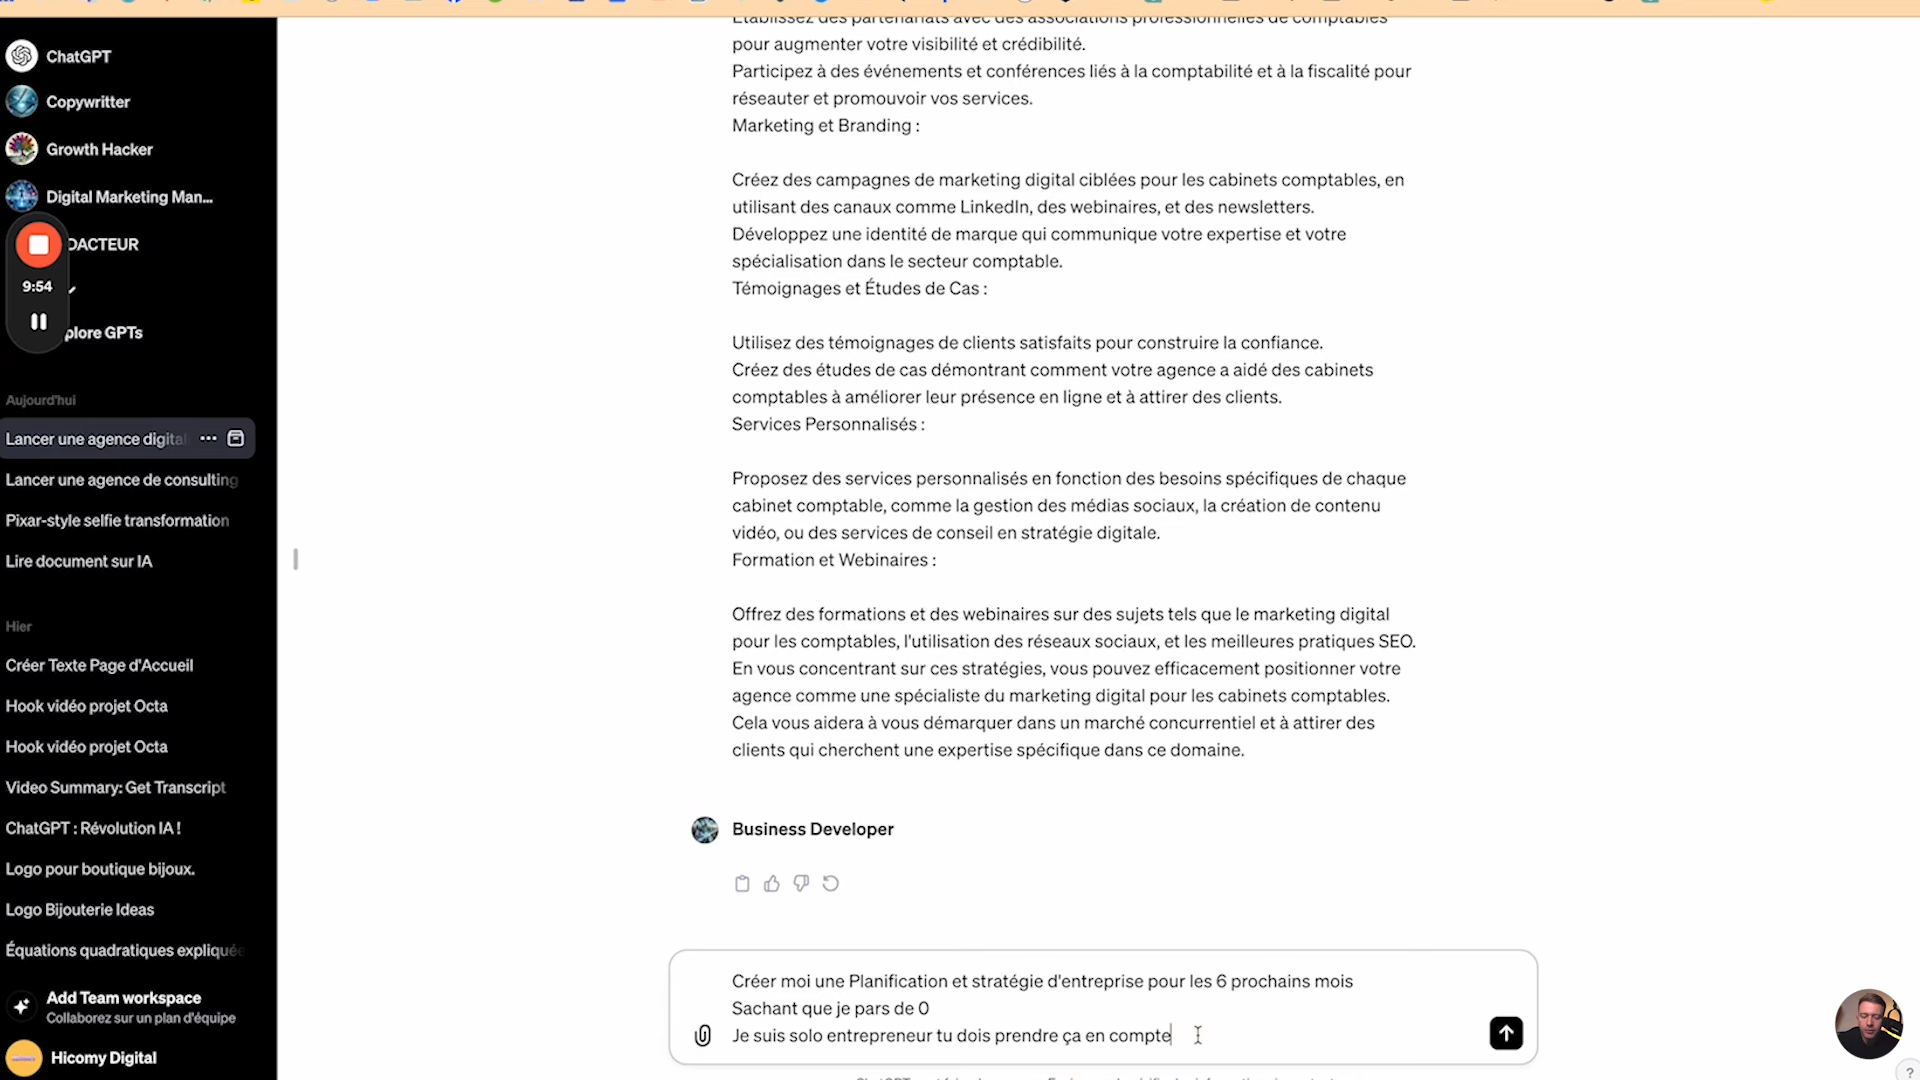 ChatGPT
Copywritter
Growth Hacker
Digital Marketing Man...
DACTEUR
9:54
plore GPTs
Aujourd'hui
Lancer une agence digital
Lancer une agence de consulting
Pixar-style selfie transformation
Lire document sur IA
Hier
Créer Texte Page d'Accueil
Hook vidéo projet Octa
Hook vidéo projet Octa
Video Summary: Get Transcript
ChatGPT : Révolution IA !
Logo pour boutique bijoux.
Logo Bijouterie Ideas
Équations quadratiques expliquée
Add Team workspace
Collaborez sur un plan d'équipe
Hicomy Digital
Établissez des partenariats avec des associations professionnelles de comptables
pour augmenter votre visibilité et crédibilité.
Participez à des événements et conférences liés à la comptabilité et à la fiscalité pour
réseauter et promouvoir vos services.
Marketing et Branding :
Créez des campagnes de marketing digital ciblées pour les cabinets comptables, en
utilisant des canaux comme LinkedIn, des webinaires, et des newsletters.
Développez une identité de marque qui communique votre expertise et votre
spécialisation dans le secteur comptable.
Témoignages et Études de Cas :
Utilisez des témoignages de clients satisfaits pour construire la confiance.
Créez des études de cas démontrant comment votre agence a aidé des cabinets
comptables à améliorer leur présence en ligne et à attirer des clients.
Services Personnalisés :
Proposez des services personnalisés en fonction des besoins spécifiques de chaque
cabinet comptable, comme la gestion des médias sociaux, la création de contenu
vidéo, ou des services de conseil en stratégie digitale.
Formation et Webinaires :
Offrez des formations et des webinaires sur des sujets tels que le marketing digital
pour les comptables, l'utilisation des réseaux sociaux, et les meilleures pratiques SEO.
En vous concentrant sur ces stratégies, vous pouvez efficacement positionner votre
agence comme une spécialiste du marketing digital pour les cabinets comptables.
Cela vous aidera à vous démarquer dans un marché concurrentiel et à attirer des
clients qui cherchent une expertise spécifique dans ce domaine.
Business Developer
Créer moi une Planification et stratégie d'entreprise pour les 6 prochains mois
Sachant que je pars de 0
Je suis solo entrepreneur tu dois prendre ça en compte
?